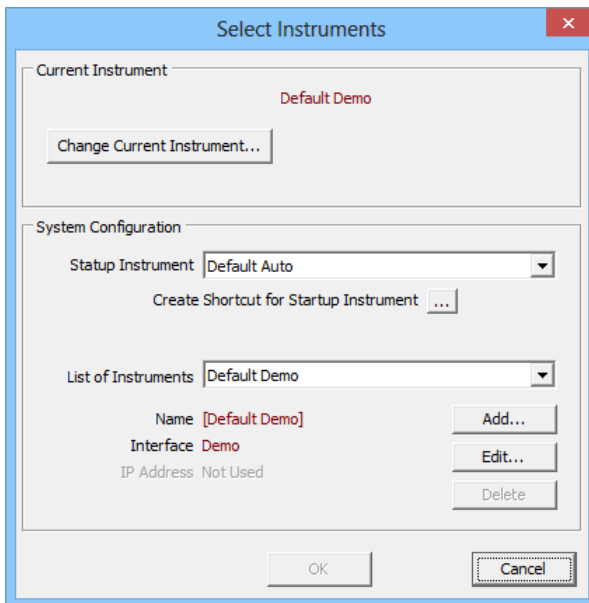 Select Instruments
Current Instrument
Default Demo
Change Current Instrument...
System Configuration
Statup Instrument Default Auto
Create Shortcut for Startup Instrument ...
List of Instruments Default Demo
Name [Default Demo] Add...
Interface Demo Edit...
IP Address Not Used
Delete
OK Cancel